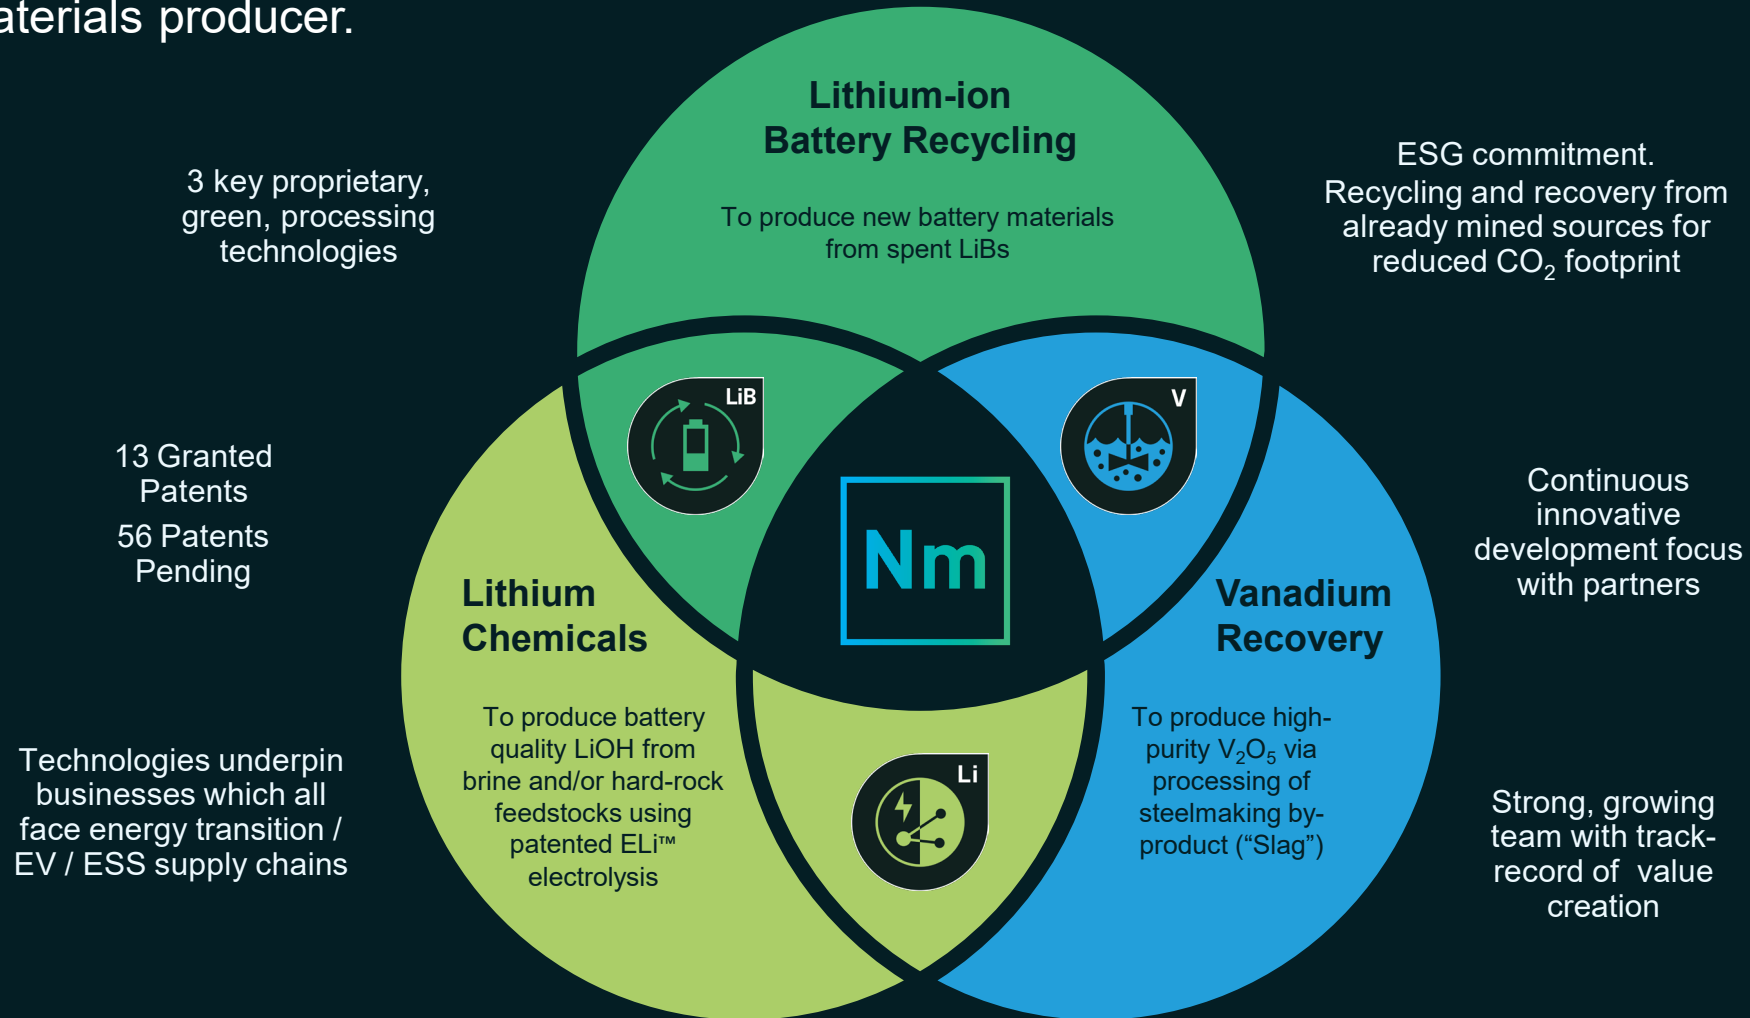 aterials producer.
Lithium-ion
Battery Recycling
To produce new battery materials
from spent LiBs
3 key proprietary,
green, processing
technologies
ESG commitment.
Recycling and recovery from
already mined sources for
reduced CO₂ footprint
LiB
V
Nm
13 Granted
Patents
56 Patents
Pending
Continuous
innovative
development focus
with partners
Lithium
Chemicals
To produce battery
quality LiOH from
brine and/or hard-rock
feedstocks using
patented ELi™
electrolysis
Vanadium
Recovery
To produce high-
purity V₂O₅ via
processing of
steelmaking by-
product (“Slag”)
Li
Technologies underpin
businesses which all
face energy transition /
EV / ESS supply chains
Strong, growing
team with track-
record of  value
creation